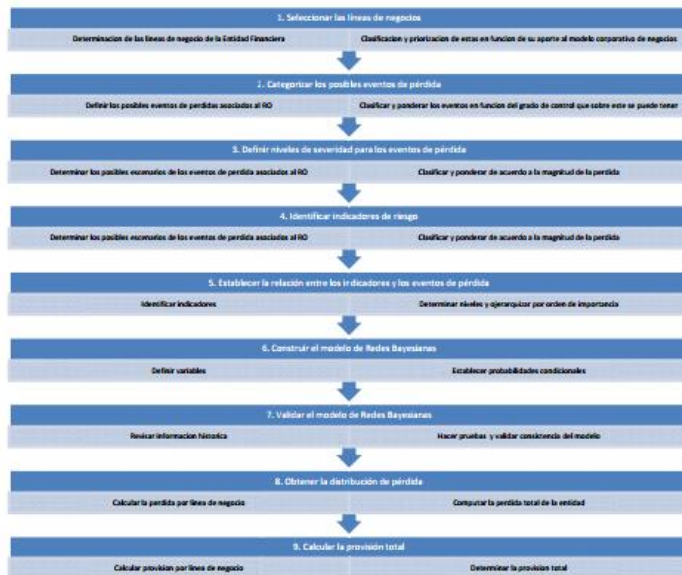 1. Seleccionar las líneas de negocios
Determinacion de las líneas de negocio de la Entidad Financiera
Clasificacion y priorizacion de estas en funcion de su aporte al modelo corporativo de negocios
2. Categorizar los posibles eventos de pérdida
Definir los posibles eventos de perdidas asociados al RO
Clasificar y ponderar los eventos en funcion del grado de control que sobre este se puede tener
3. Definir niveles de severidad para los eventos de pérdida
Determinar los posibles escenarios de los eventos de perdida asociados al RO
Clasificar y ponderar de acuerdo a la magnitud de la perdida
4. Identificar indicadores de riesgo
Determinar los posibles escenarios de los eventos de perdida asociados al RO
Clasificar y ponderar de acuerdo a la magnitud de la perdida
5. Establecer la relación entre los indicadores y los eventos de pérdida
Identificar indicadores
Determinar niveles y ojerarquizar por orden de importancia
6. Construir el modelo de Redes Bayesianas
Definir variables
Establecer probabilidades condicionales
7. Validar el modelo de Redes Bayesianas
Revisar informacion historica
Hacer pruebas y validar consistencia del modelo
8. Obtener la distribución de pérdida
Calcular la perdida por linea de negocio
Computar la perdida total de la entidad
9. Calcular la provisión total
Calcular provision por linea de negocio
Determinar la provision total